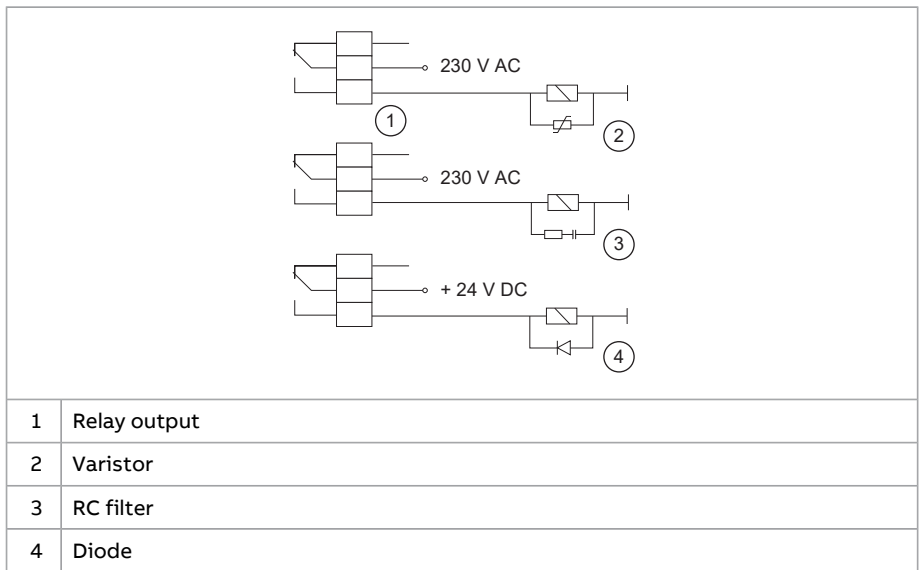 230 V AC
1
2
230 V AC
3
+ 24 V DC
4
1 Relay output
2 Varistor
3 RC filter
4 Diode